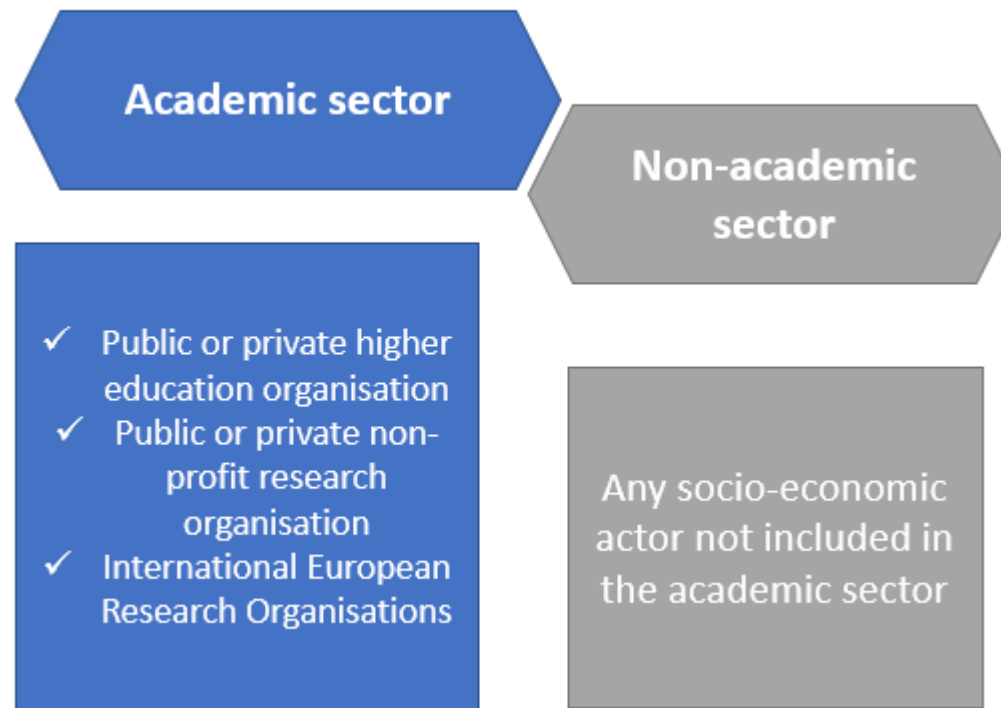 Academic sector
Non-academic
sector
✓ Public or private higher
education organisation
✓ Public or private non-
profit research
organisation
✓ International European
Research Organisations
Any socio-economic
actor not included in
the academic sector